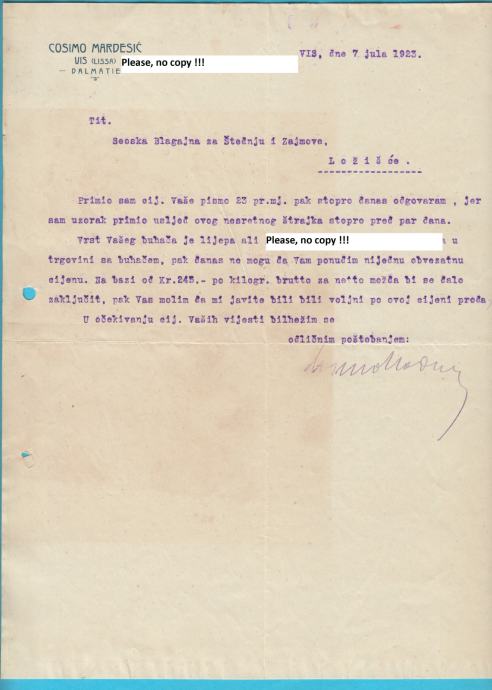 COSIMO MARDEŠIĆ
VIS (LISSA)
DALMATIE
Please, no copy !!!
VIS, dne 7 jula 1923.
Tit.
Seoska Blagajna za Štednju i Zajmove,
L o ž i š ć e .
Primio sam cij. Vaše pismo 23 pr.mj. pak stopro danas odgovaram , jer
sam uzorak primio usljed ovog nesretnog štrajka stopro pred par dana.
Vrst Vašeg buhača je lijepa ali Please, no copy !!! a u
trgovini sa buhačem, pak danas ne mogu da Vam ponudim nijednu obvezatnu
cijenu. Na bazi od Kr.245.- po kilogr. brutto za netto možda bi se dalo
zaključit, pak Vas molim da mi javite bili bili voljni po ovoj cijeni proda
U očekivanju cij. Vaših vijesti bilhežim se
odličnim poštobanjem: